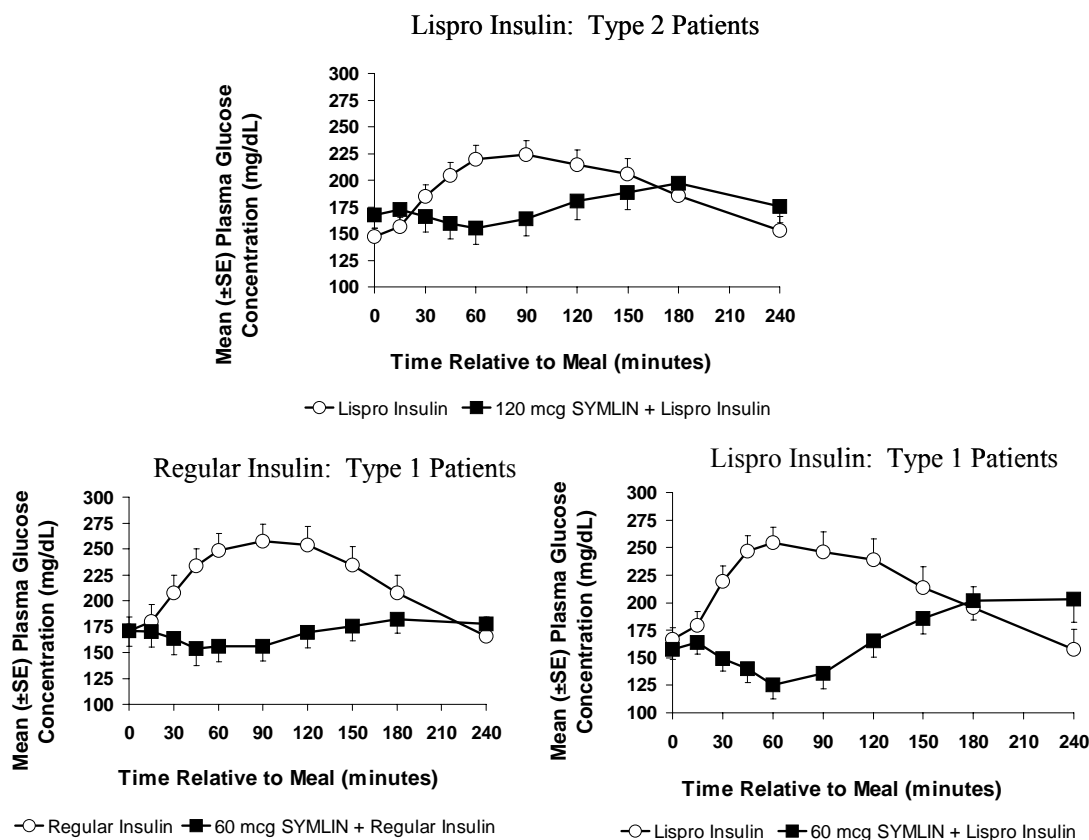 Lispro Insulin: Type 2 Patients
Mean (±SE) Plasma Glucose
Concentration (mg/dL)
300
275
250
225
200
175
150
125
100
0 30 60 90 120 150 180 210 240
Time Relative to Meal (minutes)
Lispro Insulin 120 mcg SYMLIN + Lispro Insulin
Regular Insulin: Type 1 Patients
Mean (±SE) Plasma Glucose
Concentration (mg/dL)
300
275
250
225
200
175
150
125
100
0 30 60 90 120 150 180 210 240
Time Relative to Meal (minutes)
Regular Insulin 60 mcg SYMLIN + Regular Insulin
Lispro Insulin: Type 1 Patients
Mean (±SE) Plasma Glucose
Concentration (mg/dL)
300
275
250
225
200
175
150
125
100
0 30 60 90 120 150 180 210 240
Time Relative to Meal (minutes)
Lispro Insulin 60 mcg SYMLIN + Lispro Insulin